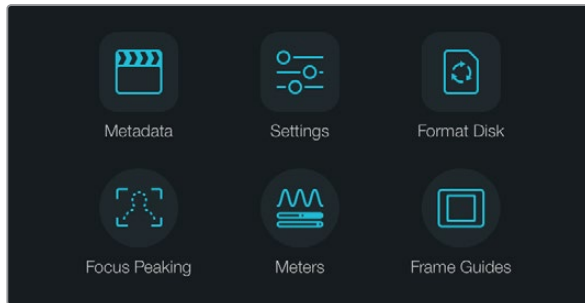 Metadata
Settings
Format Disk
Focus Peaking
Meters
Frame Guides